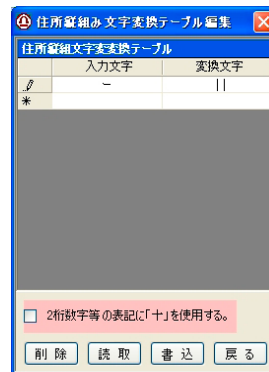 住所縦組み文字変換テーブル編集
住所縦組文字変変換テーブル
入力文字 変換文字
ー ||
*
2桁数字等の表記に「十」を使用する。
削 除 読 取 書 込 戻 る